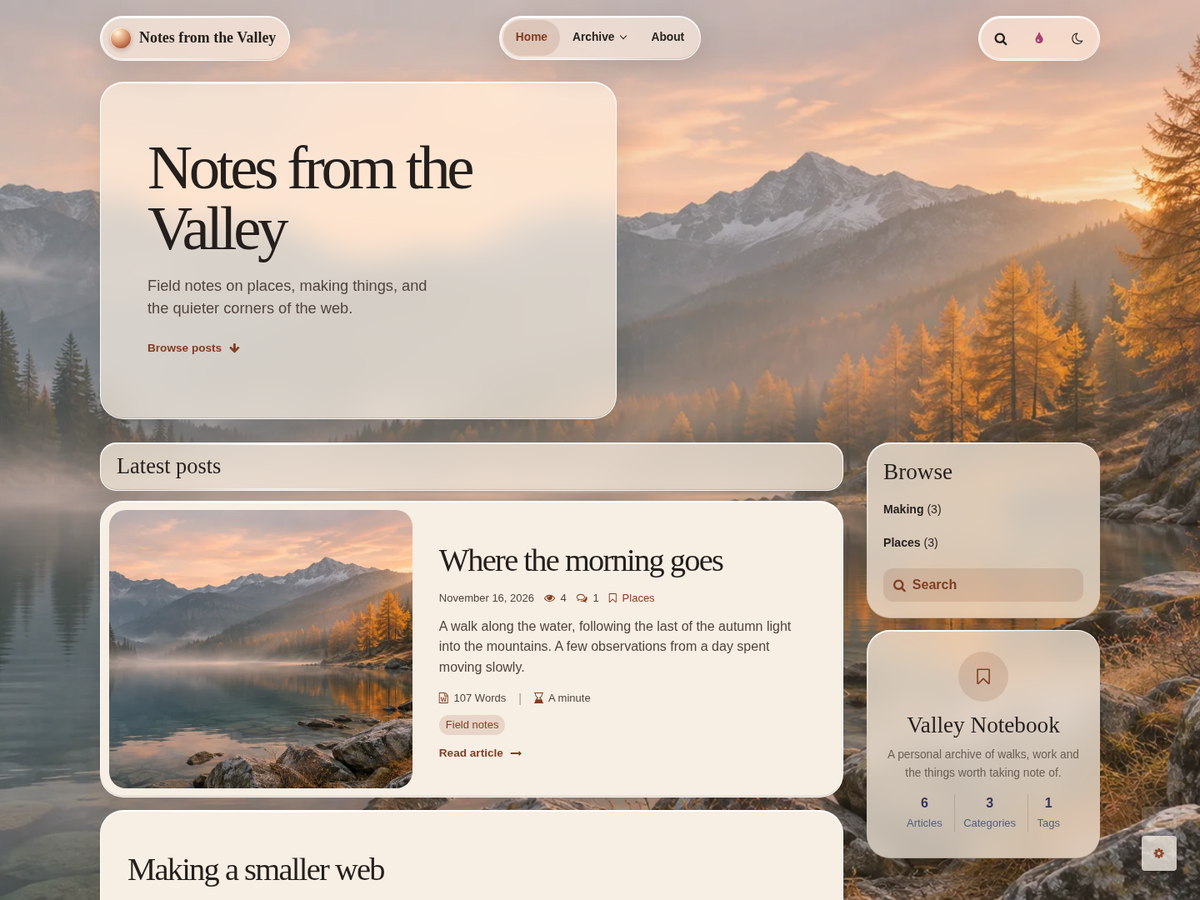 Notes from the Valley
Home
Archive
About
Notes from the
Valley
Field notes on places, making things, and
the quieter corners of the web.
Browse posts
Latest posts
Where the morning goes
November 16, 2026 4 1 Places
A walk along the water, following the last of the autumn light
into the mountains. A few observations from a day spent
moving slowly.
107 Words | A minute
Field notes
Read article
Making a smaller web
Browse
Making (3)
Places (3)
Search
Valley Notebook
A personal archive of walks, work and
the things worth taking note of.
6 3 1
Articles Categories Tags